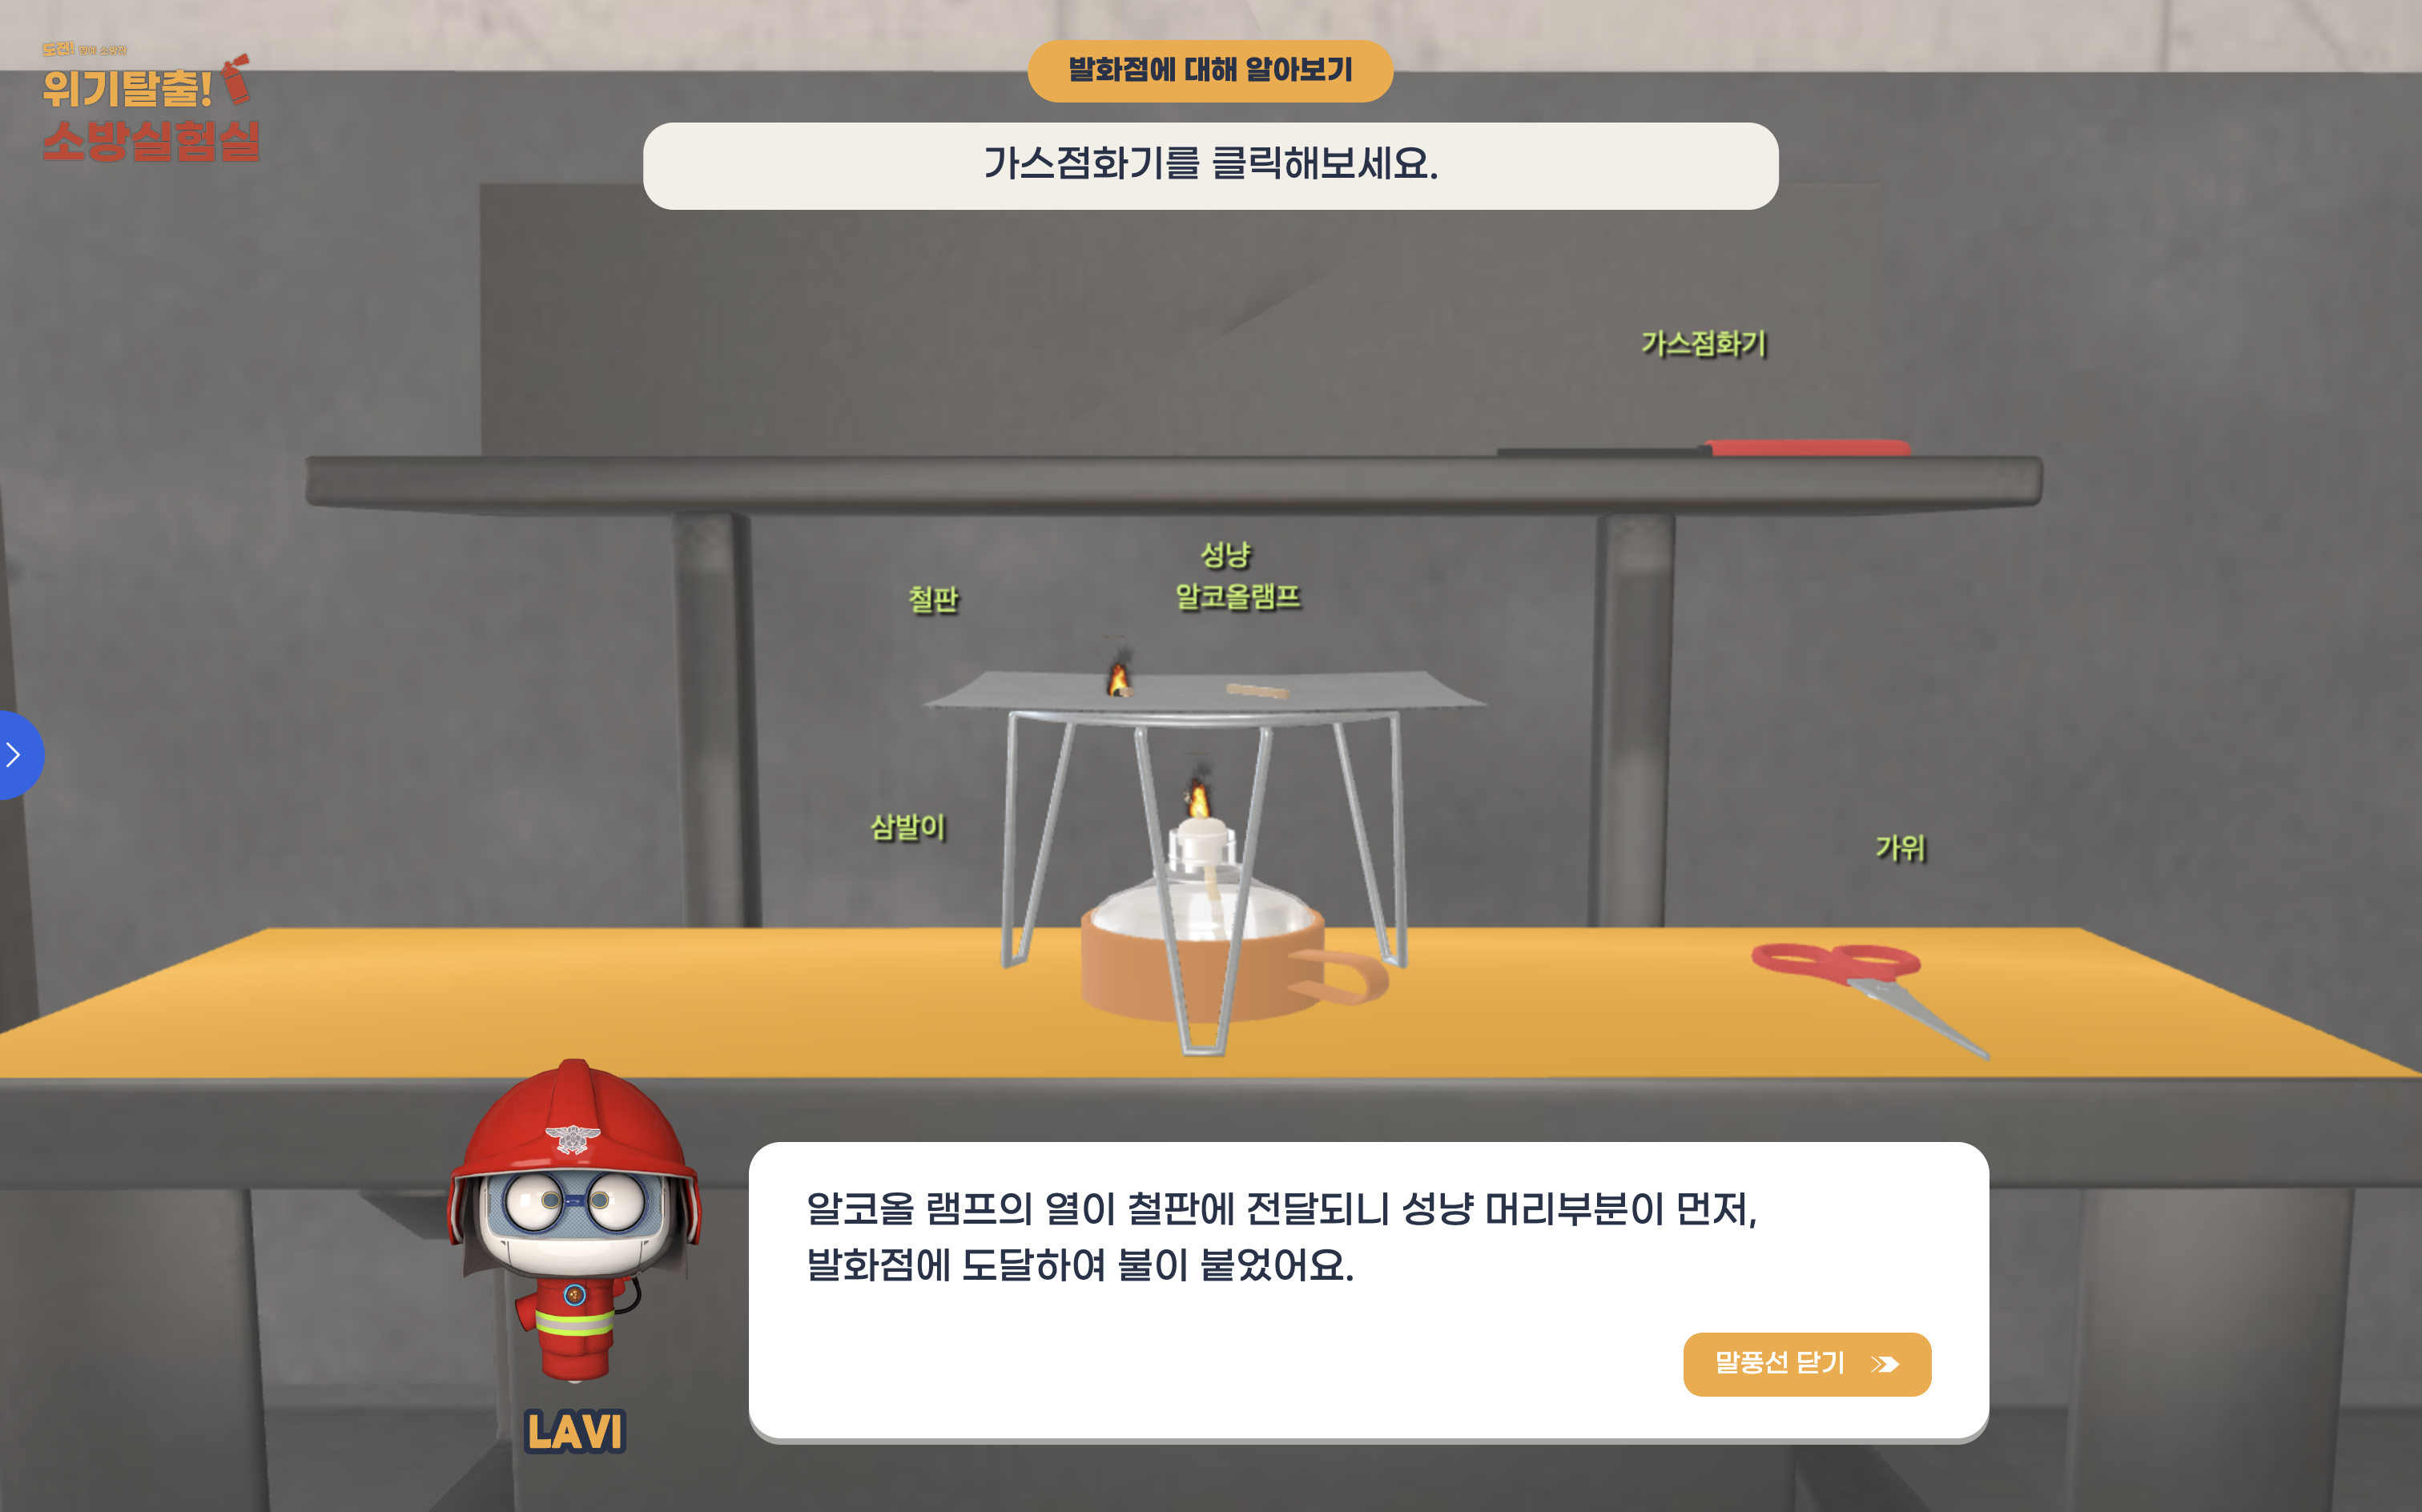 도전! 명예 소방관
위기탈출!
소방실험실
발화점에 대해 알아보기
가스점화기를 클릭해보세요.
가스점화기
성냥
철판
알코올램프
삼발이
가위
알코올 램프의 열이 철판에 전달되니 성냥 머리부분이 먼저,
발화점에 도달하여 불이 붙었어요.
말풍선 닫기
LAVI